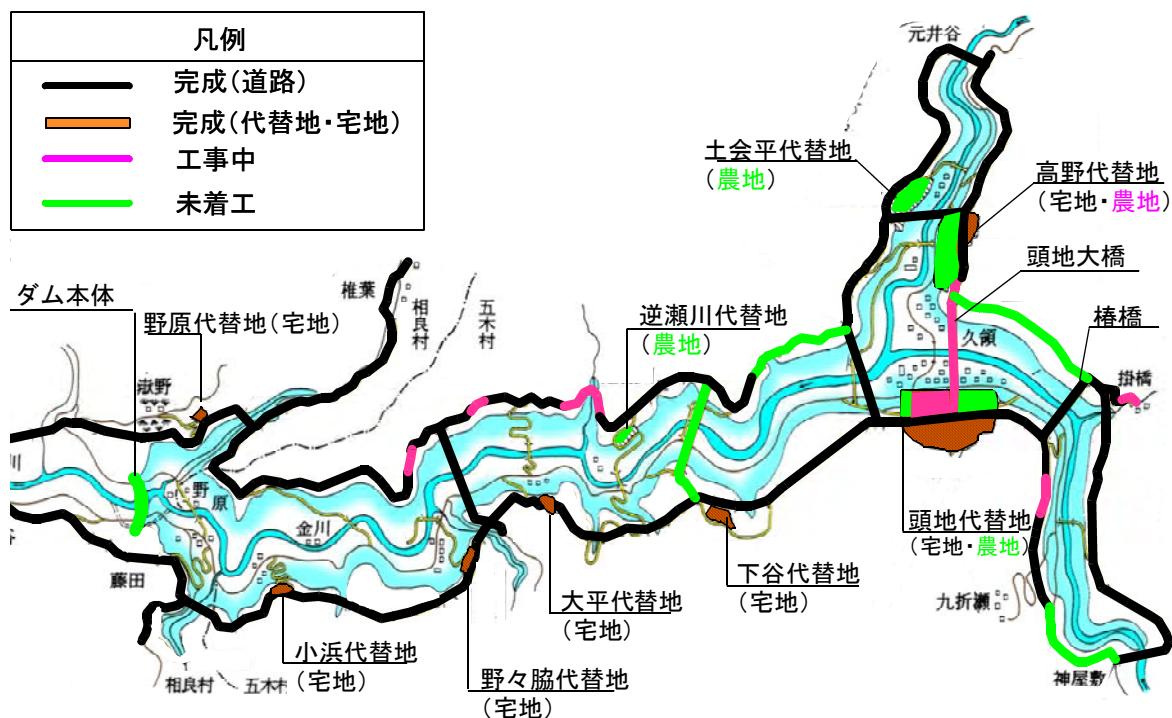 凡例
完成(道路)
完成(代替地・宅地)
工事中
未着工
元井谷
土会平代替地
(農地)
高野代替地
(宅地・農地)
頭地大橋
椿橋
久領
掛橋
ダム本体
野原代替地(宅地)
椎葉
相良村
五木村
逆瀬川代替地
(農地)
川
野原
金川
谷
藤田
頭地代替地
(宅地・農地)
下谷代替地
(宅地)
大平代替地
(宅地)
九折瀬
小浜代替地
(宅地)
野々脇代替地
(宅地)
相良村
五木村
神屋敷